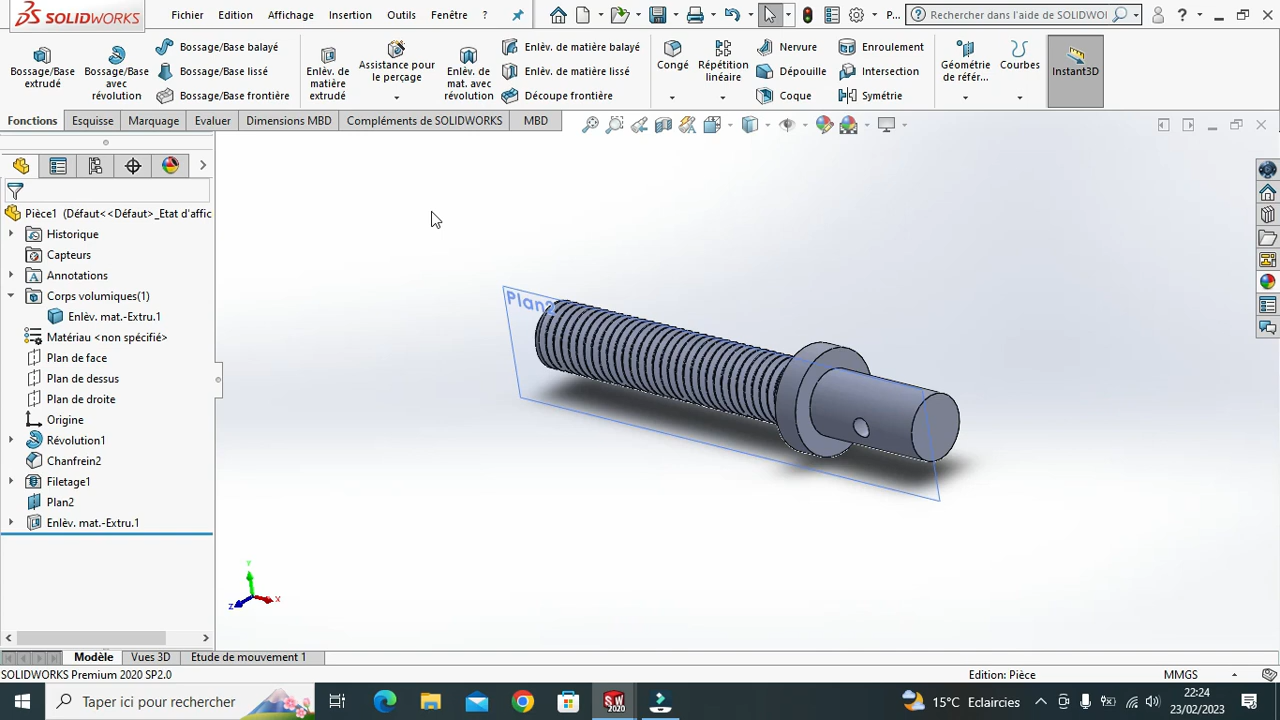 SOLIDWORKS
Fichier Edition Affichage Insertion Outils Fenêtre ? P... Rechercher dans l'aide de SOLIDWOI ?
Bossage/Base extrudé
Bossage/Base avec révolution
Bossage/Base balayé
Bossage/Base lissé
Bossage/Base frontière
Enlèv. de matière extrudé
Assistance pour le perçage
Enlèv. de mat. avec révolution
Enlèv. de matière balayé
Enlèv. de matière lissé
Découpe frontière
Congé
Répétition linéaire
Nervure
Dépouille
Coque
Enroulement
Intersection
Symétrie
Géométrie de référ...
Courbes
Instant3D
Fonctions Esquisse Marquage Evaluer Dimensions MBD Compléments de SOLIDWORKS MBD
Pièce1 (Défaut<<Défaut>_Etat d'affic
Historique
Capteurs
Annotations
Corps volumiques(1)
Enlèv. mat.-Extru.1
Matériau <non spécifié>
Plan de face
Plan de dessus
Plan de droite
Origine
Révolution1
Chanfrein2
Filetage1
Plan2
Enlèv. mat.-Extru.1
Plan2
Y
Z
X
Modèle Vues 3D Etude de mouvement 1
SOLIDWORKS Premium 2020 SP2.0 Edition: Pièce MMGS
Taper ici pour rechercher
SW
2020
15°C Eclaircies
22:24
23/02/2023